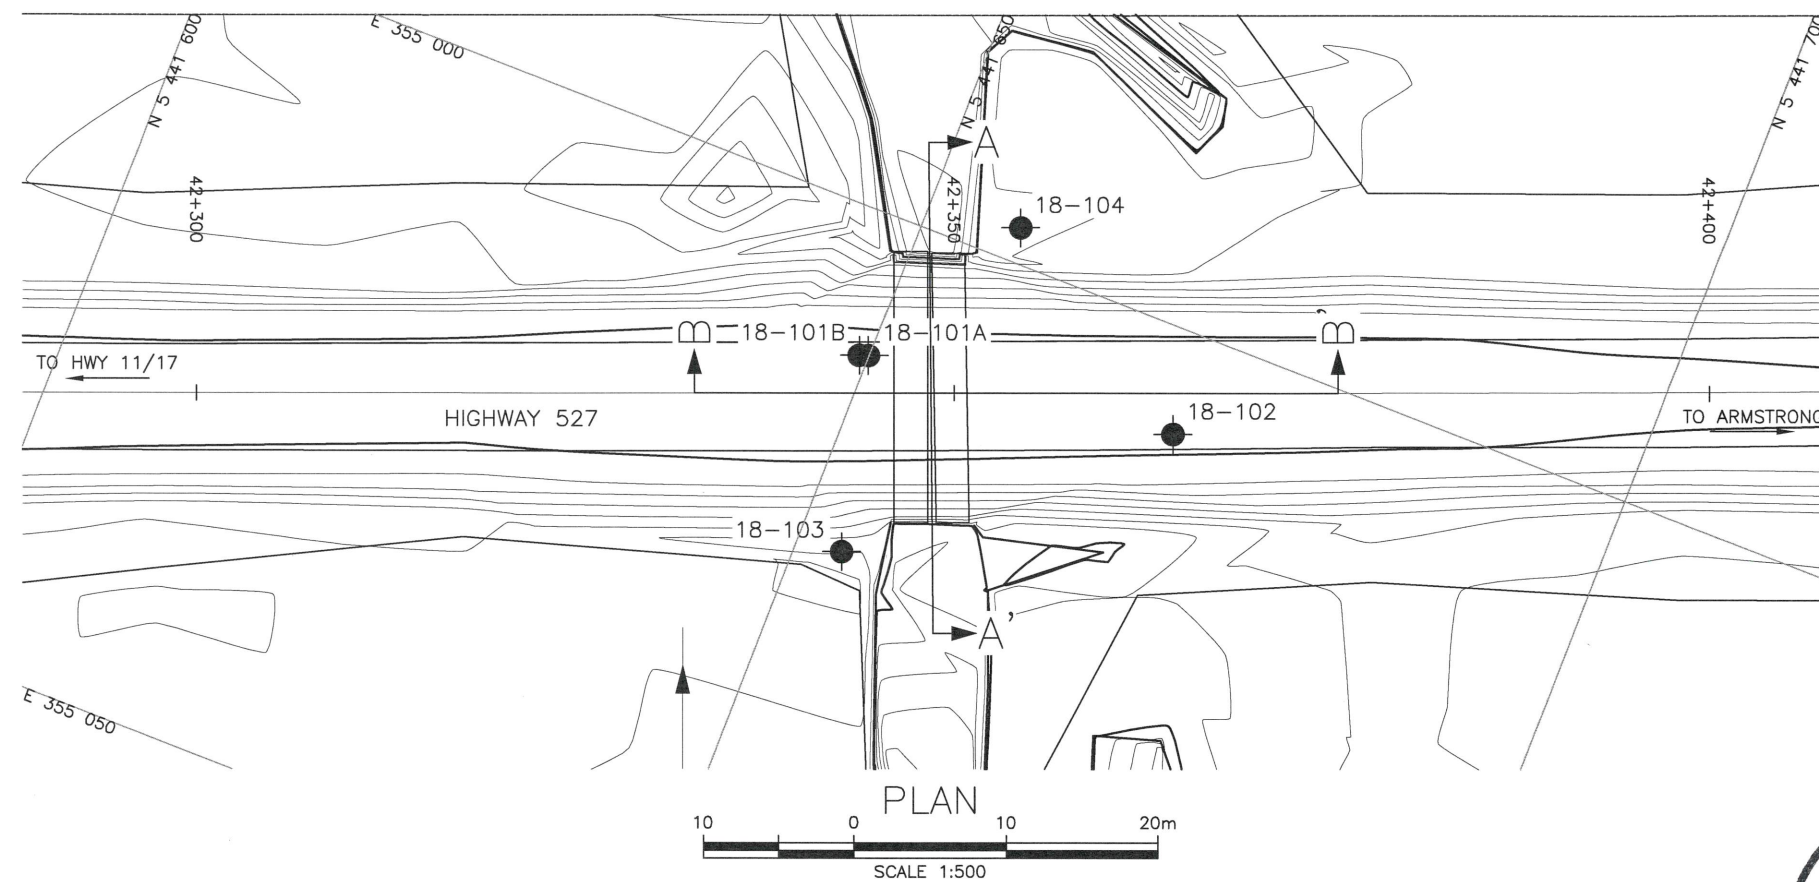 N 5 441 600
E 355 000
N 5 441 650
N 5 441 700
A
42+300
42+350
42+400
18-104
B
18-101B
18-101A
B'
TO HWY 11/17
HIGHWAY 527
18-102
TO ARMSTRONG
18-103
A'
E 355 050
PLAN
10 0 10 20m
SCALE 1:500